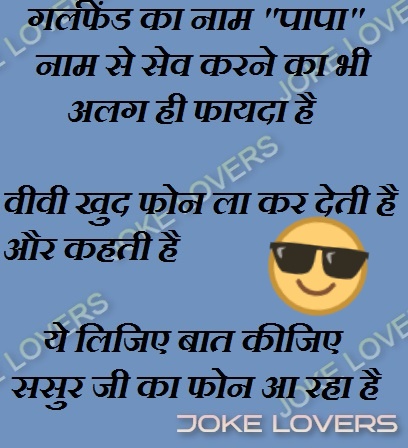 गर्लफेंड का नाम "पापा"
नाम से सेव करने का भी
अलग ही फायदा है
वीवी खुद फोन ला कर देती है
और कहती है
ये लिजिए बात कीजिए
ससुर जी का फोन आ रहा है
JOKE LOVERS